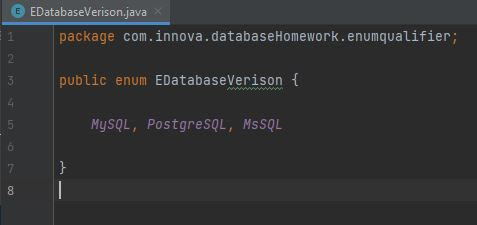 EDatabaseVerison.java
1 package com.innova.databaseHomework.enumqualifier;
2
3 public enum EDatabaseVerison {
4
5 MySQL, PostgreSQL, MsSQL
6
7 }
8